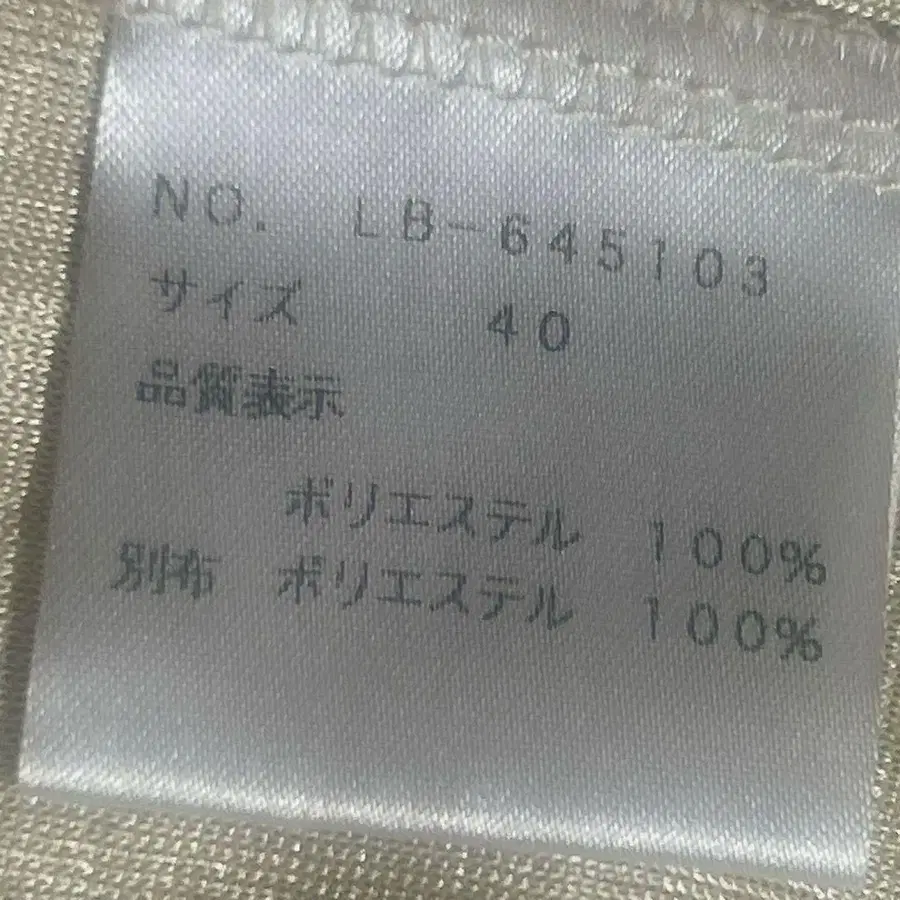 NO. LB-645103
サイズ 40
品質表示
ポリエステル 100%
別布 ポリエステル 100%